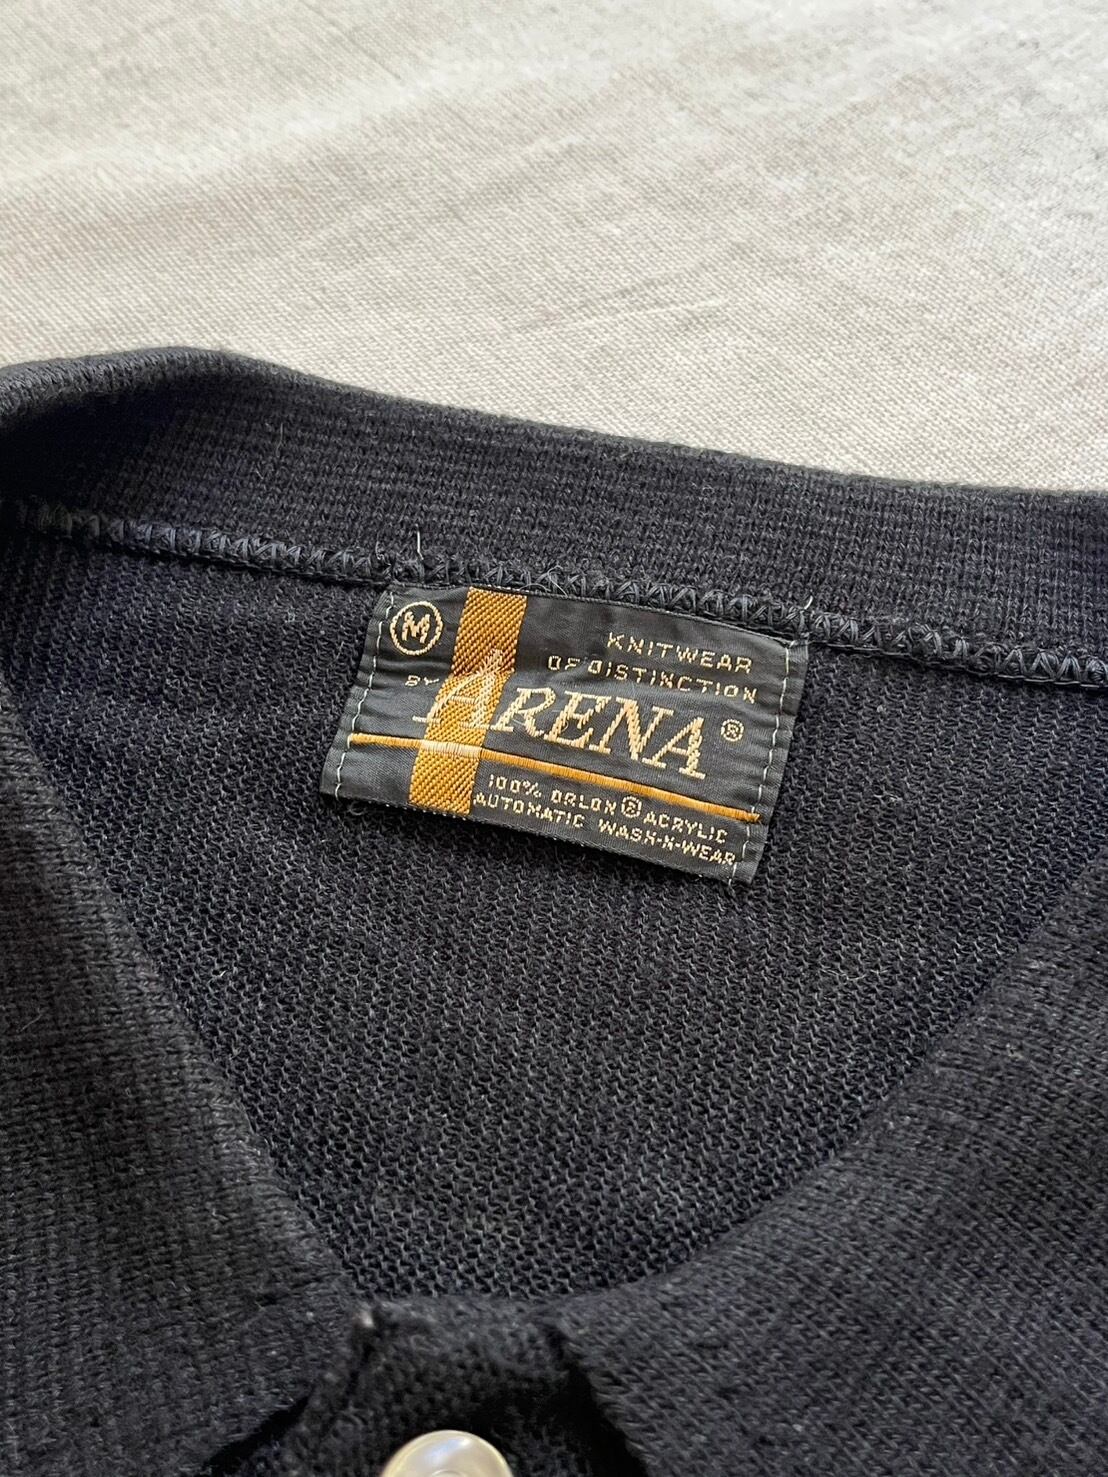 M
KNITWEAR
OF DISTINCTION
BY ARENA®
100% ORLON® ACRYLIC
AUTOMATIC WASH-N-WEAR